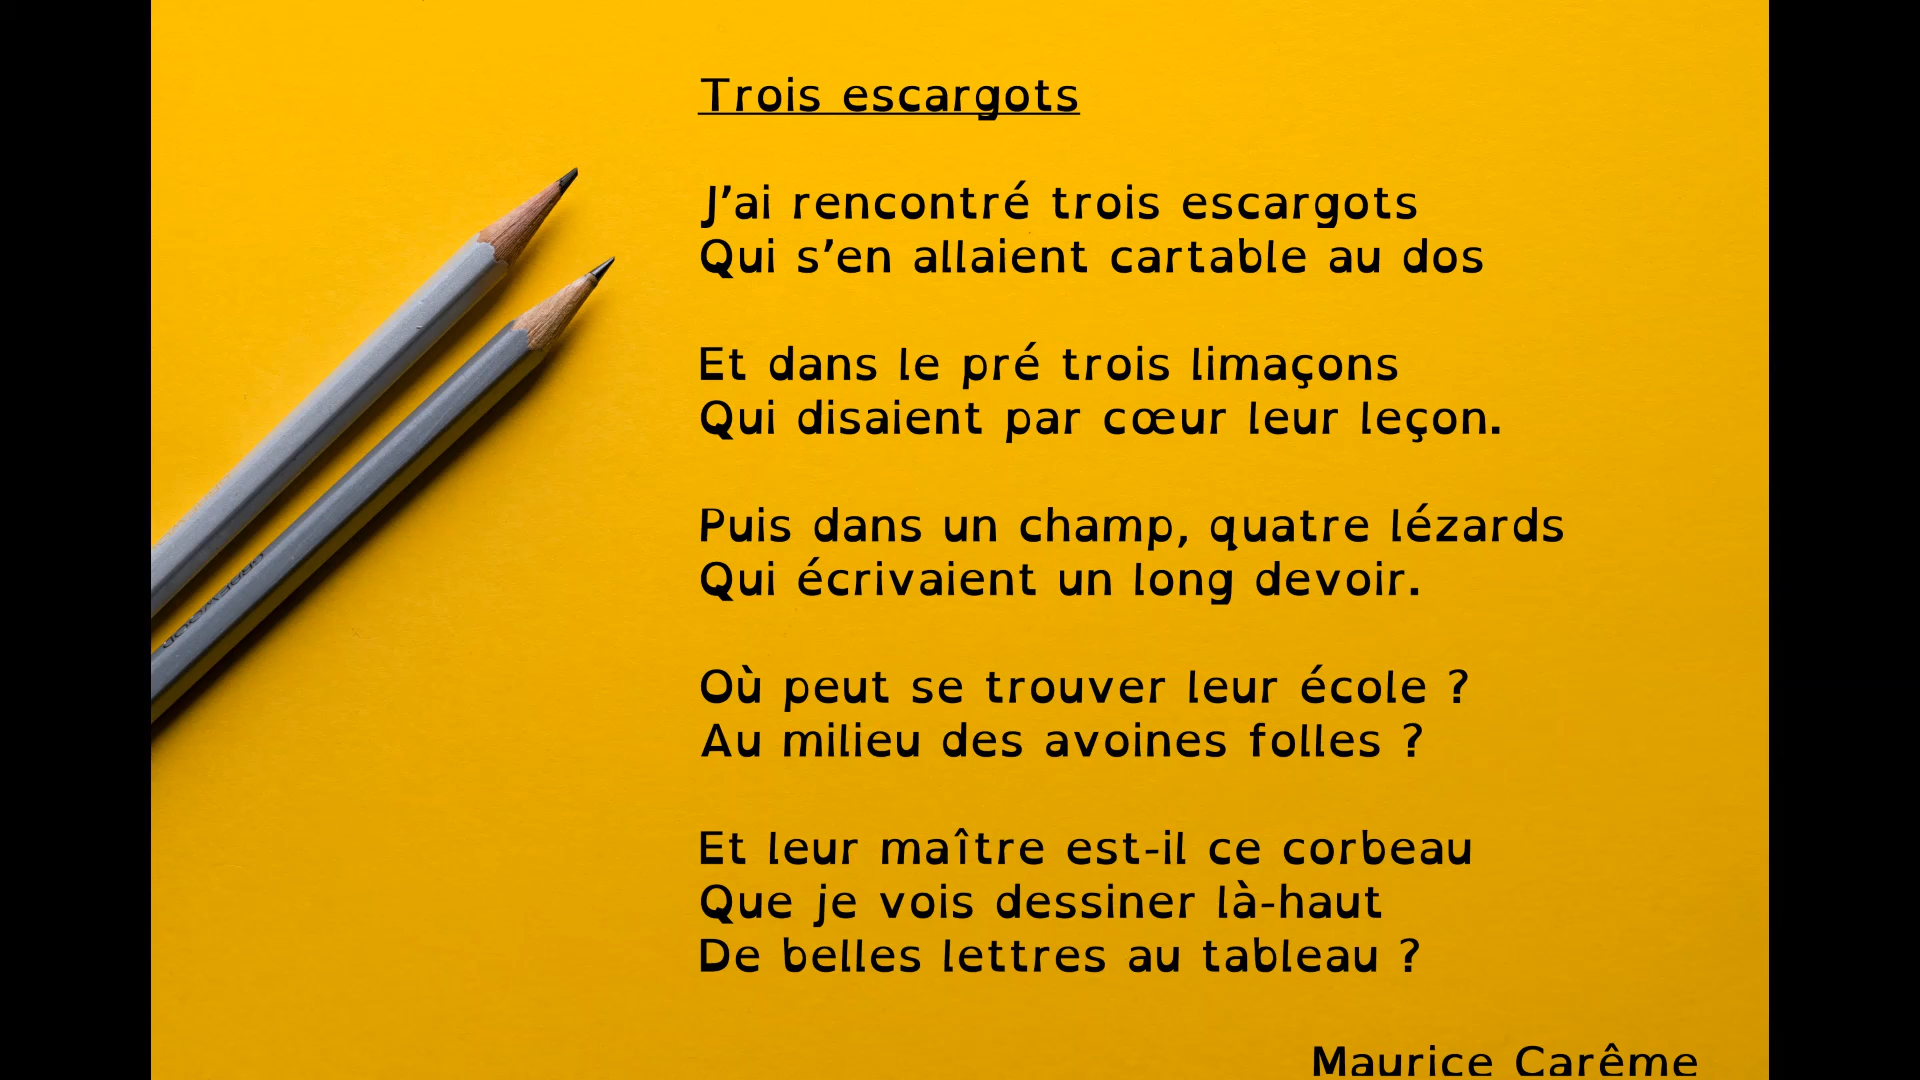 Trois escargots
J’ai rencontré trois escargots
Qui s’en allaient cartable au dos
Et dans le pré trois limaçons
Qui disaient par cœur leur leçon.
Puis dans un champ, quatre lézards
Qui écrivaient un long devoir.
Où peut se trouver leur école ?
Au milieu des avoines folles ?
Et leur maître est-il ce corbeau
Que je vois dessiner là-haut
De belles lettres au tableau ?
Maurice Carême